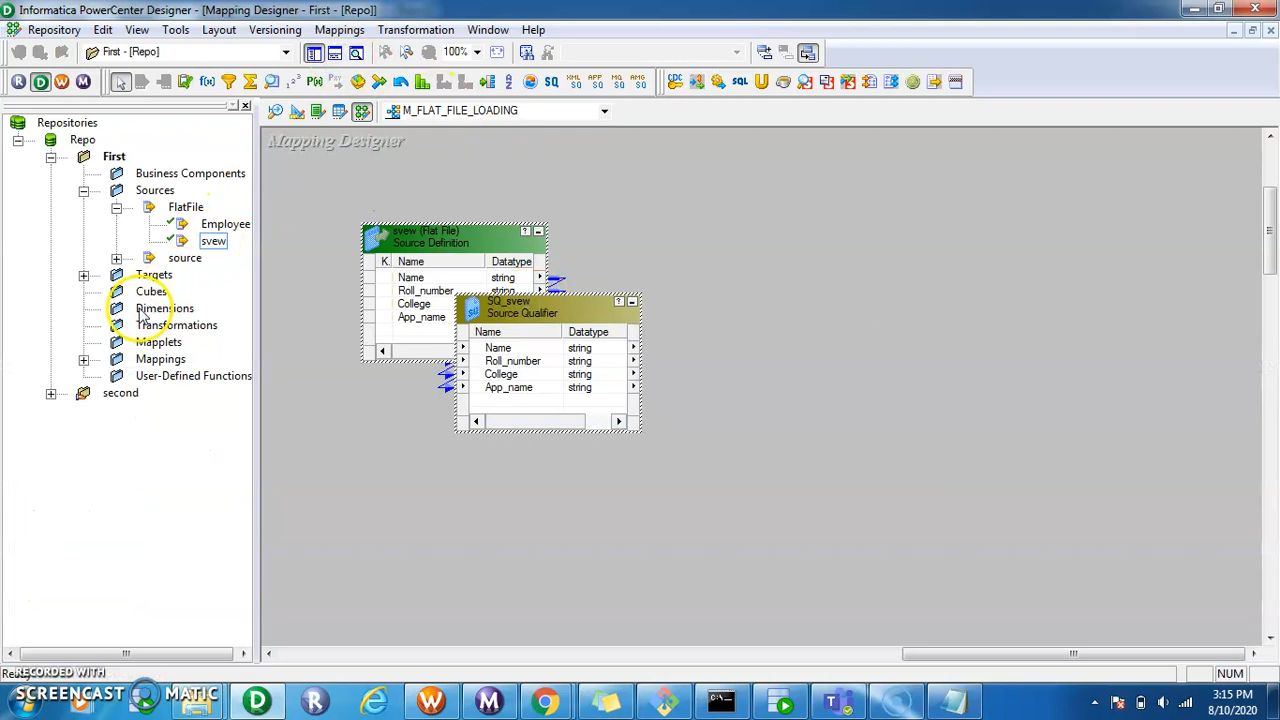 Informatica PowerCenter Designer - [Mapping Designer - First - [Repo]]
Repository Edit View Tools Layout Versioning Mappings Transformation Window Help
First - [Repo] 100%
M_FLAT_FILE_LOADING
Repositories
Repo
First
Business Components
Sources
FlatFile
Employee
svew
source
Targets
Cubes
Dimensions
Transformations
Mapplets
Mappings
User-Defined Functions
second
Mapping Designer
svew (Flat File)
Source Definition
K Name Datatype
Name string
Roll_number
College
App_name
SQ_svew
Source Qualifier
Name Datatype
Name string
Roll_number string
College string
App_name string
NUM
RECORDED WITH
SCREENCAST MATIC
3:15 PM
8/10/2020